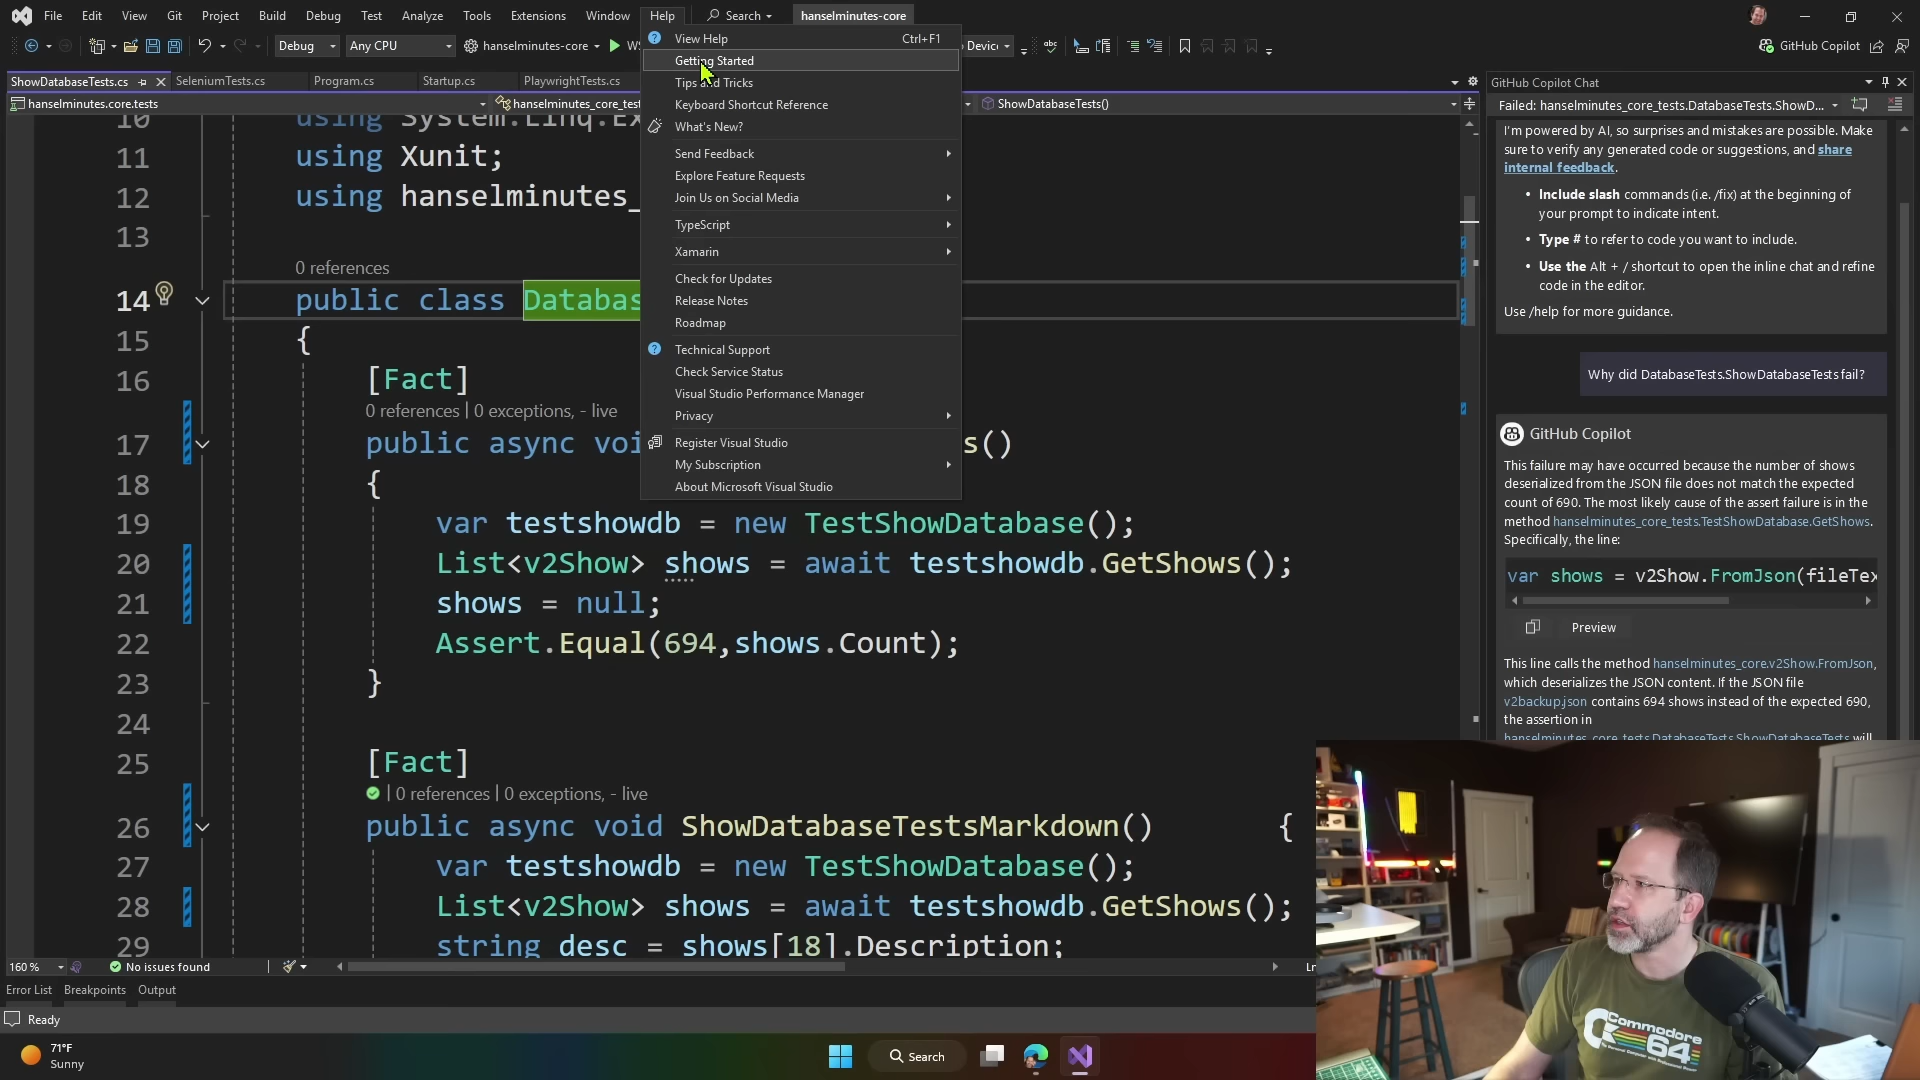 File Edit View Git Project Build Debug Test Analyze Tools Extensions Window Help Search hanselminutes-core
Debug Any CPU hanselminutes-core GitHub Copilot
ShowDatabaseTests.cs SeleniumTests.cs Program.cs Startup.cs PlaywrightTests.cs
hanselminutes.core.tests ShowDatabaseTests()
View Help Ctrl+F1
Getting Started
Tips and Tricks
Keyboard Shortcut Reference
What's New?
Send Feedback
Explore Feature Requests
Join Us on Social Media
TypeScript
Xamarin
Check for Updates
Release Notes
Roadmap
Technical Support
Check Service Status
Visual Studio Performance Manager
Privacy
Register Visual Studio
My Subscription
About Microsoft Visual Studio
10 using System.Linq.Ex
11 using Xunit;
12 using hanselminutes_
13
0 references
14 public class Databas
15 {
16 [Fact]
0 references | 0 exceptions, - live
17 public async voi s()
18 {
19 var testshowdb = new TestShowDatabase();
20 List<v2Show> shows = await testshowdb.GetShows();
21 shows = null;
22 Assert.Equal(694,shows.Count);
23 }
24
25 [Fact]
0 references | 0 exceptions, - live
26 public async void ShowDatabaseTestsMarkdown() {
27 var testshowdb = new TestShowDatabase();
28 List<v2Show> shows = await testshowdb.GetShows();
29 string desc = shows[18].Description;
160 % No issues found
Error List Breakpoints Output
Ready
GitHub Copilot Chat
Failed: hanselminutes_core_tests.DatabaseTests.ShowD...
I'm powered by AI, so surprises and mistakes are possible. Make
sure to verify any generated code or suggestions, and share
internal feedback.
• Include slash commands (i.e. /fix) at the beginning of
your prompt to indicate intent.
• Type # to refer to code you want to include.
• Use the Alt + / shortcut to open the inline chat and refine
code in the editor.
Use /help for more guidance.
Why did DatabaseTests.ShowDatabaseTests fail?
GitHub Copilot
This failure may have occurred because the number of shows
deserialized from the JSON file does not match the expected
count of 690. The most likely cause of the assert failure is in the
method hanselminutes_core_tests.TestShowDatabase.GetShows.
Specifically, the line:
var shows = v2Show.FromJson(fileTex
Preview
This line calls the method hanselminutes_core.v2Show.FromJson,
which deserializes the JSON content. If the JSON file
v2backup.json contains 694 shows instead of the expected 690,
the assertion in
hanselminutes_core_tests.DatabaseTests.ShowDatabaseTests will
71°F
Sunny
Search
Commodore
64